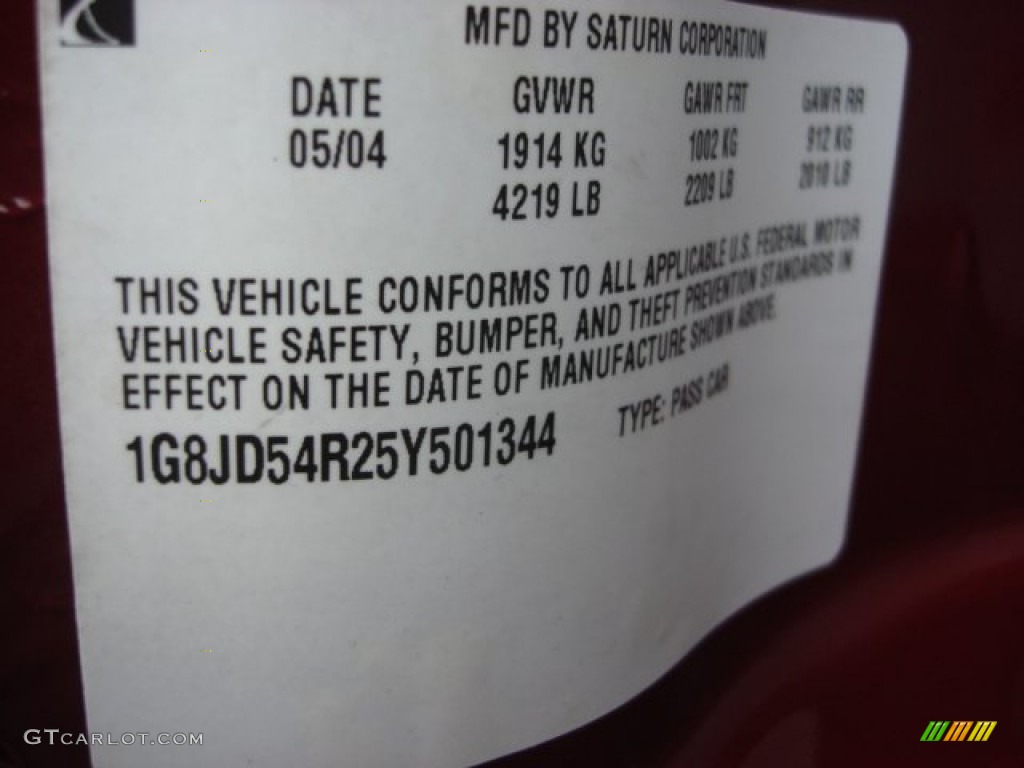 MFD BY SATURN CORPORATION
DATE GVWR GAWR FRT GAWR RR
05/04 1914 KG 1002 KG 912 KG
4219 LB 2209 LB 2010 LB
THIS VEHICLE CONFORMS TO ALL APPLICABLE U.S. FEDERAL MOTOR
VEHICLE SAFETY, BUMPER, AND THEFT PREVENTION STANDARDS IN
EFFECT ON THE DATE OF MANUFACTURE SHOWN ABOVE.
1G8JD54R25Y501344 TYPE: PASS CAR
GTCARLOT.COM